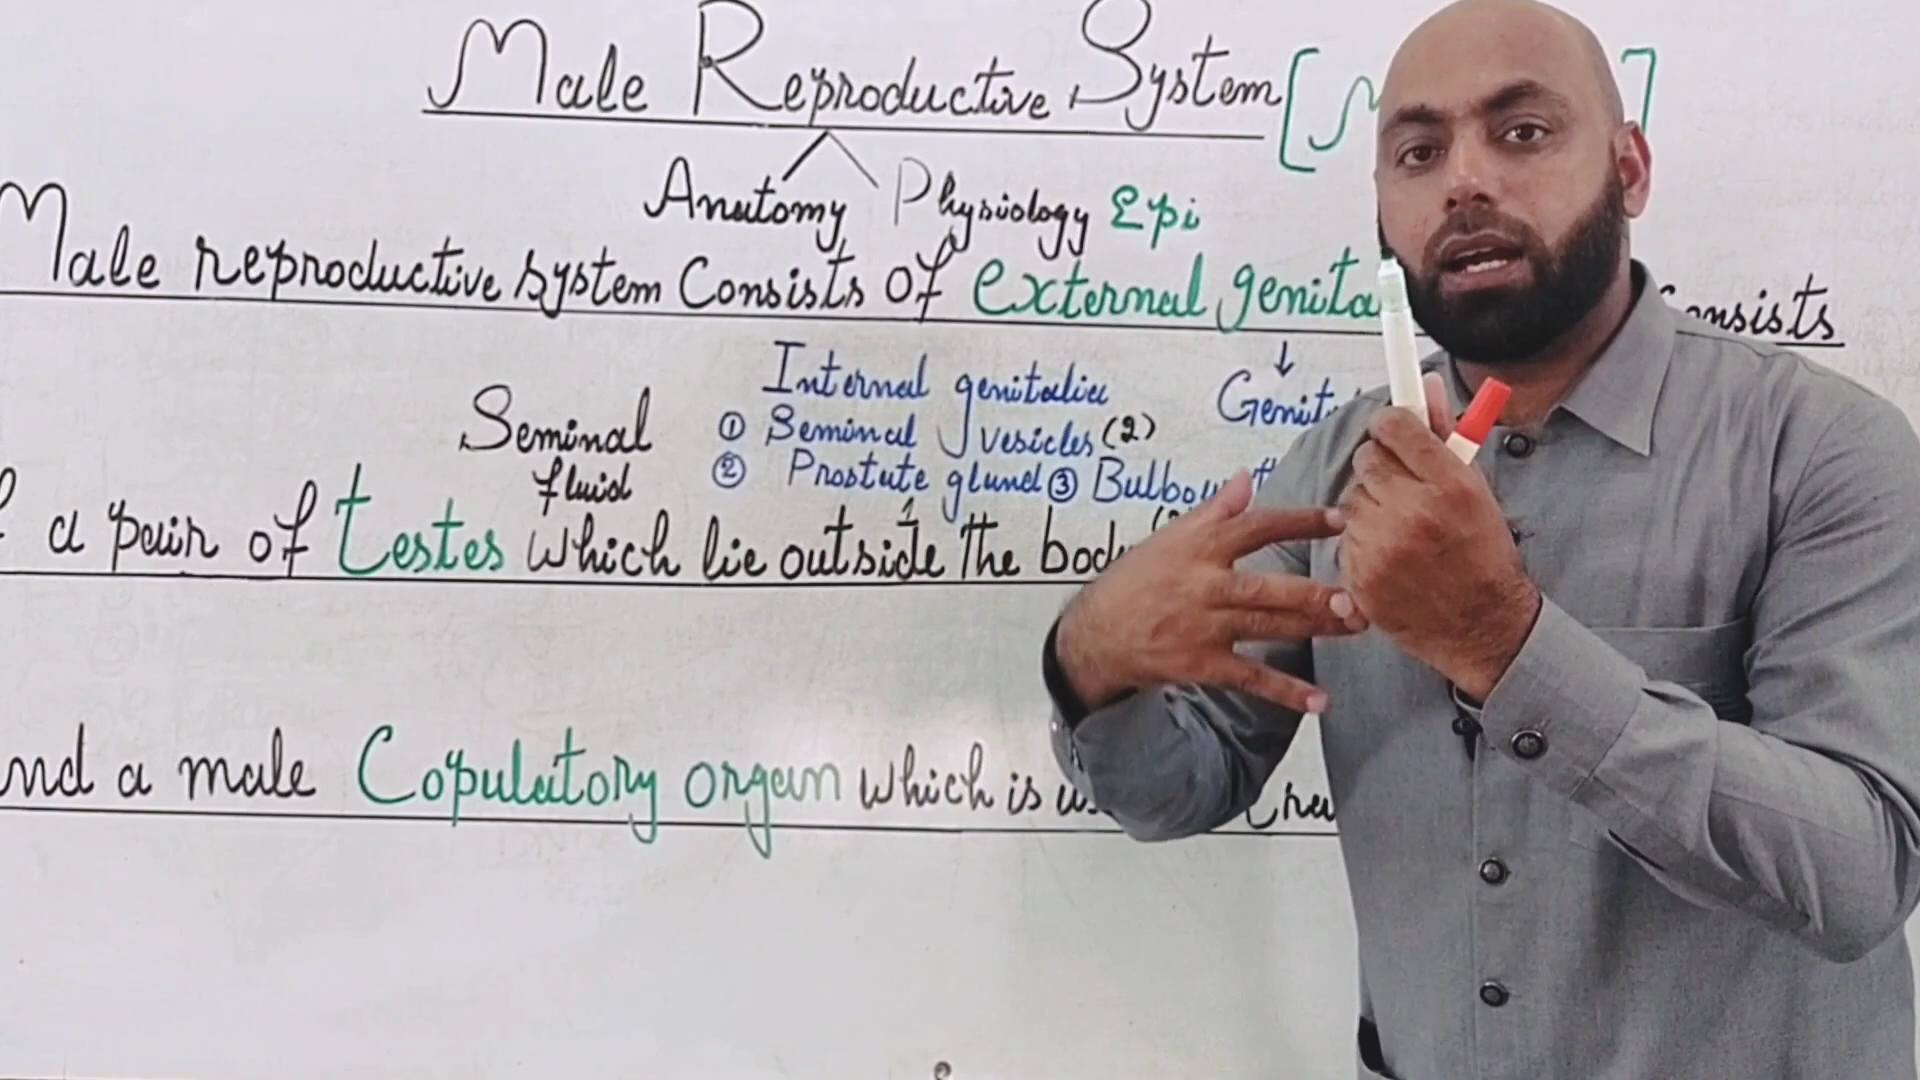 Male Reproductive System [
Anatomy Physiology Epi
Male reproductive system Consists of external genita onsists
Internal genitalia
Seminal fluid
① Seminal vesicles (2)
② Prostate gland ③ Bulbou
1
Genit
a pair of testes which lie outside the body
nd a male Copulatory organ which is